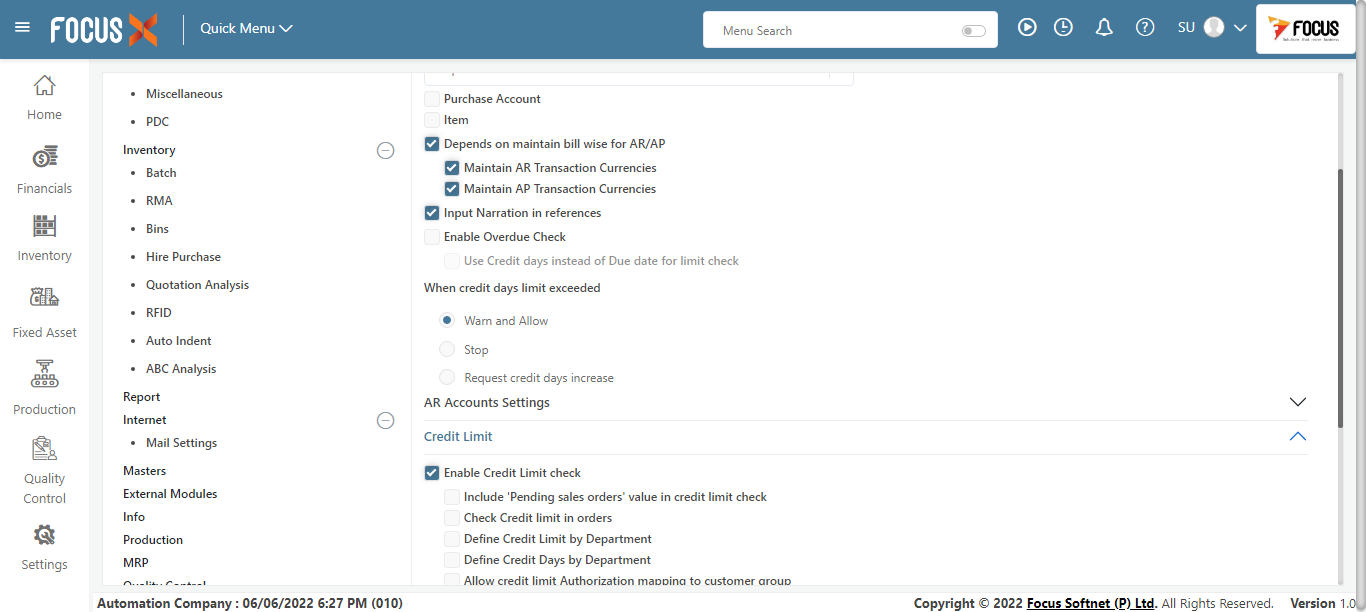 FOCUS X
Quick Menu
Menu Search
SU
FOCUS
Home
Financials
Inventory
Fixed Asset
Production
Quality
Control
Settings
Miscellaneous
PDC
Inventory
Batch
RMA
Bins
Hire Purchase
Quotation Analysis
RFID
Auto Indent
ABC Analysis
Report
Internet
Mail Settings
Masters
External Modules
Info
Production
MRP
Quality Control
Purchase Account
Item
Depends on maintain bill wise for AR/AP
Maintain AR Transaction Currencies
Maintain AP Transaction Currencies
Input Narration in references
Enable Overdue Check
Use Credit days instead of Due date for limit check
When credit days limit exceeded
Warn and Allow
Stop
Request credit days increase
AR Accounts Settings
Credit Limit
Enable Credit Limit check
Include 'Pending sales orders' value in credit limit check
Check Credit limit in orders
Define Credit Limit by Department
Define Credit Days by Department
Allow credit limit Authorization mapping to customer group
Automation Company : 06/06/2022 6:27 PM (010)
Copyright © 2022 Focus Softnet (P) Ltd. All Rights Reserved. Version 1.0